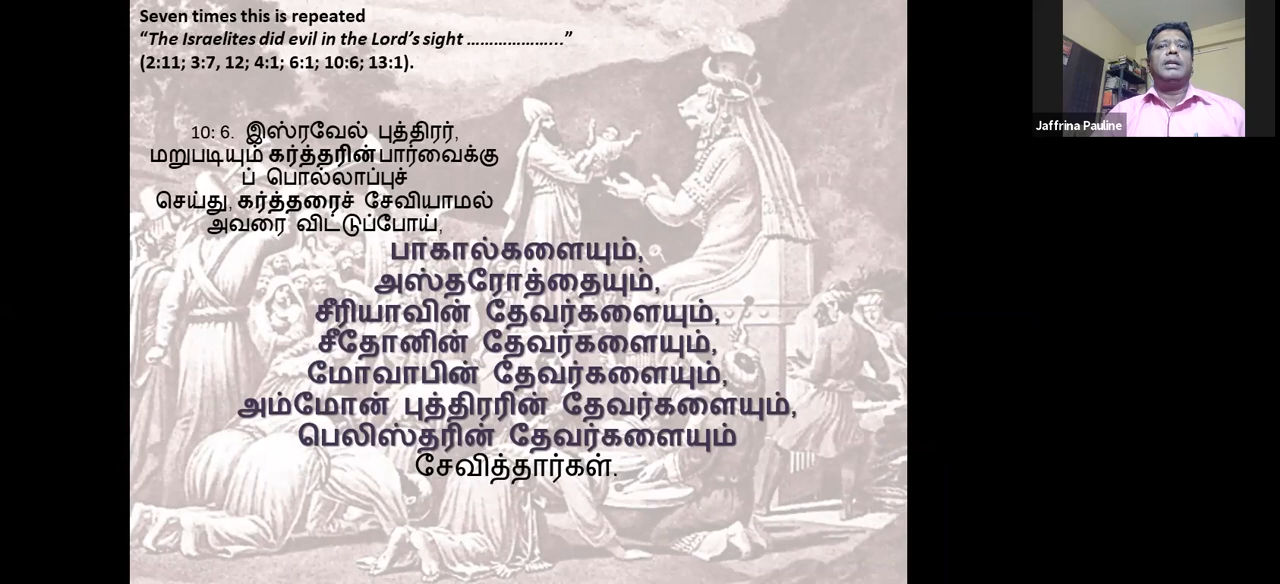 Seven times this is repeated
“The Israelites did evil in the Lord’s sight ………………...”
(2:11; 3:7, 12; 4:1; 6:1; 10:6; 13:1).
10: 6. இஸ்ரவேல் புத்திரர்,
மறுபடியும் கர்த்தரின் பார்வைக்கு
ப் பொல்லாப்புச்
செய்து, கர்த்தரைச் சேவியாமல்
அவரை விட்டுப்போய்,
பாகால்களையும்,
அஸ்தரோத்தையும்,
சீரியாவின் தேவர்களையும்,
சீதோனின் தேவர்களையும்,
மோவாபின் தேவர்களையும்,
அம்மோன் புத்திரரின் தேவர்களையும்,
பெலிஸ்தரின் தேவர்களையும்
சேவித்தார்கள்.
Jaffrina Pauline